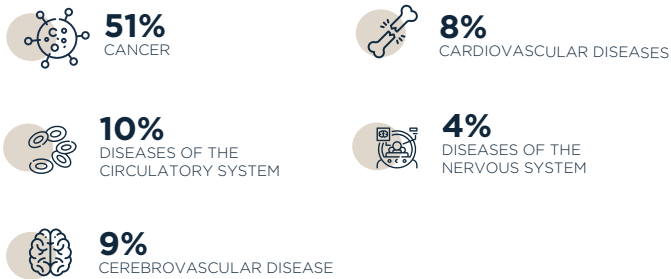 51%
CANCER
10%
DISEASES OF THE
CIRCULATORY SYSTEM
9%
CEREBROVASCULAR DISEASE
8%
CARDIOVASCULAR DISEASES
4%
DISEASES OF THE
NERVOUS SYSTEM